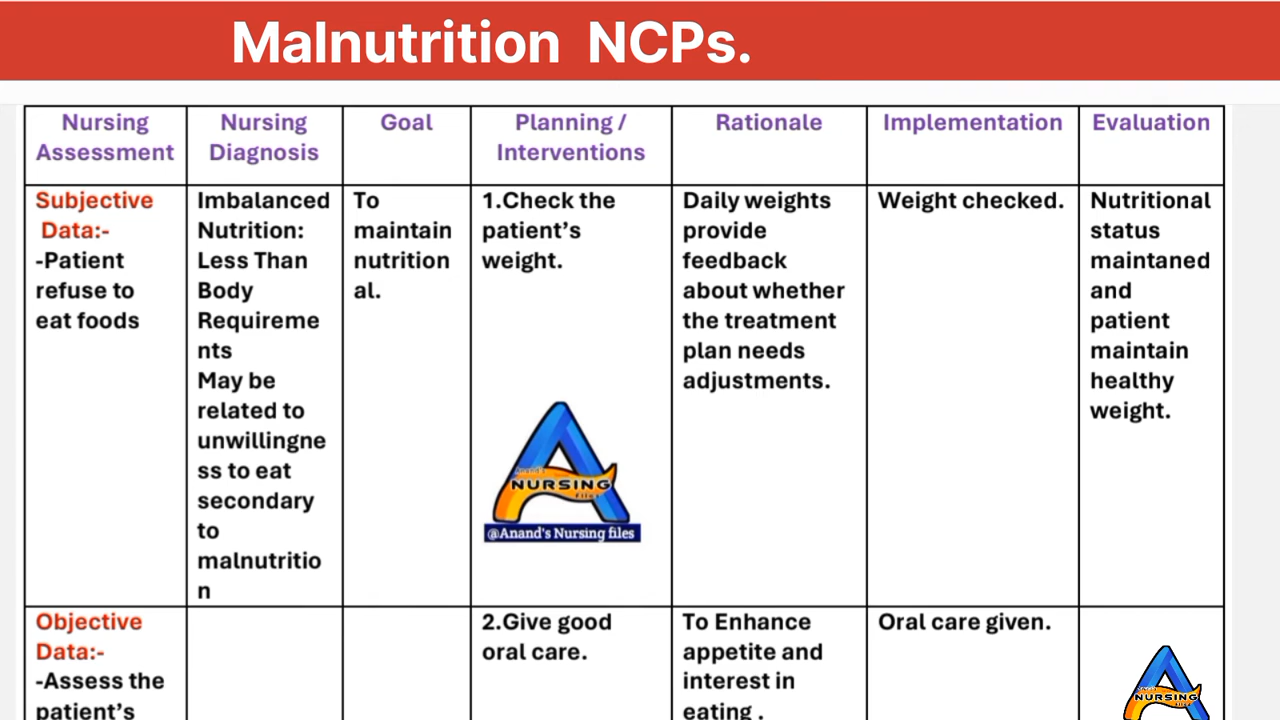 Malnutrition NCPs.
Nursing
Assessment
Nursing
Diagnosis
Goal
Planning /
Interventions
Rationale
Implementation
Evaluation
Subjective
Data:-
-Patient
refuse to
eat foods
Imbalanced
Nutrition:
Less Than
Body
Requireme
nts
May be
related to
unwillingne
ss to eat
secondary
to
malnutritio
n
To
maintain
nutrition
al.
1.Check the
patient's
weight.
Anand's
NURSING
Files
@Anand's Nursing files
Daily weights
provide
feedback
about whether
the treatment
plan needs
adjustments.
Weight checked.
Nutritional
status
maintaned
and
patient
maintain
healthy
weight.
Objective
Data:-
-Assess the
patient's
2.Give good
oral care.
To Enhance
appetite and
interest in
eating .
Oral care given.
NURSING